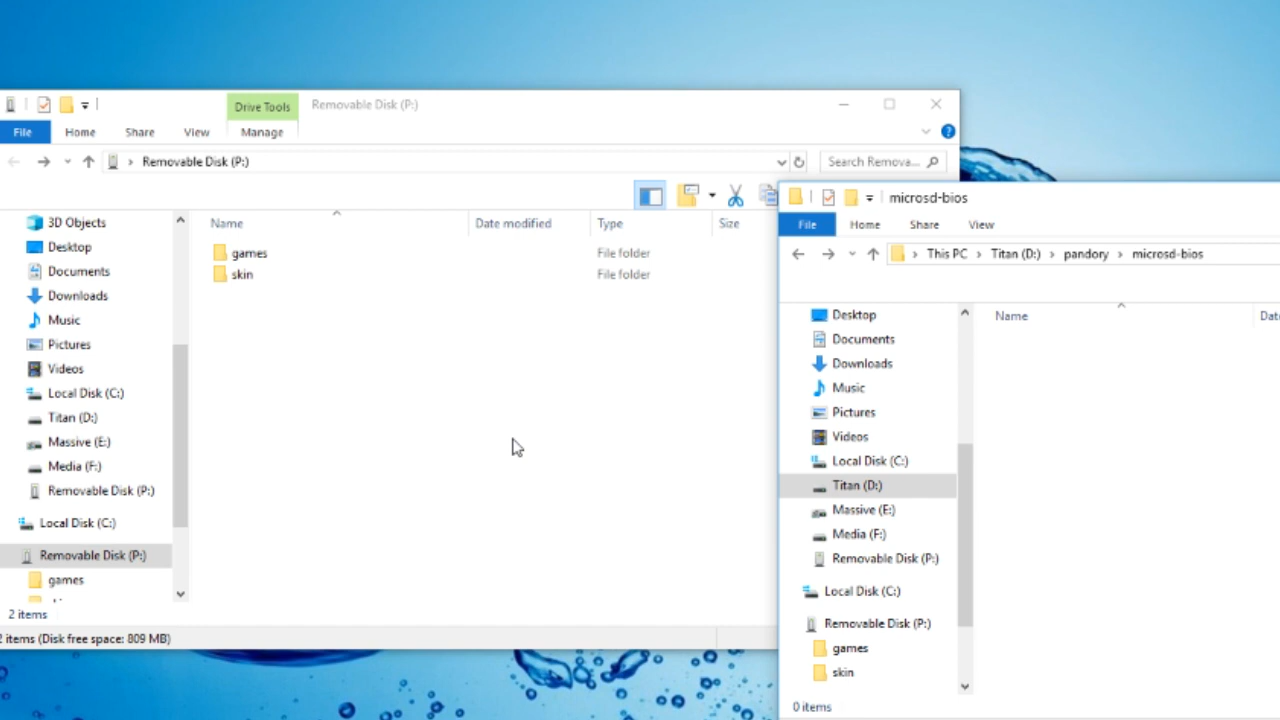 Drive Tools
Removable Disk (P:)
File
Home
Share
View
Manage
Removable Disk (P:)
Search Remova...
Name
Date modified
Type
Size
games
File folder
skin
File folder
3D Objects
Desktop
Documents
Downloads
Music
Pictures
Videos
Local Disk (C:)
Titan (D:)
Massive (E:)
Media (F:)
Removable Disk (P:)
Local Disk (C:)
Removable Disk (P:)
games
2 items
2 items (Disk free space: 809 MB)
microsd-bios
File
Home
Share
View
This PC
Titan (D:)
pandory
microsd-bios
Name
Desktop
Documents
Downloads
Music
Pictures
Videos
Local Disk (C:)
Titan (D:)
Massive (E:)
Media (F:)
Removable Disk (P:)
Local Disk (C:)
Removable Disk (P:)
games
skin
0 items